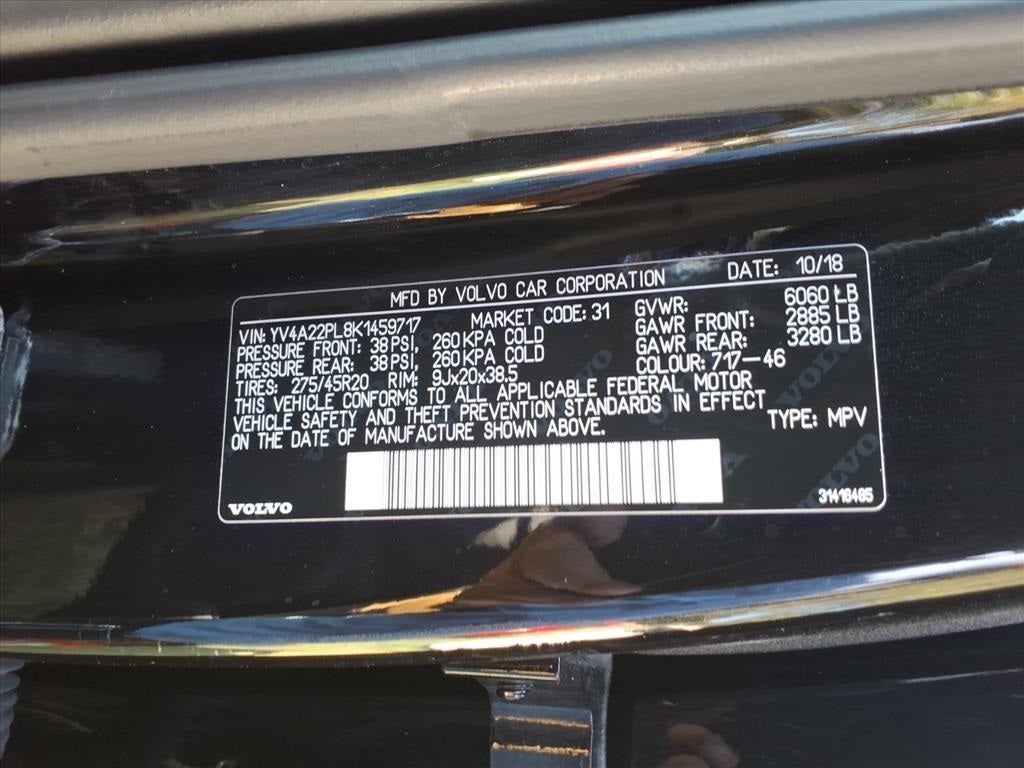 MFD BY VOLVO CAR CORPORATION DATE: 10/18
VIN: YV4A22PL8K1459717 MARKET CODE: 31 GVWR: 6060 LB
PRESSURE FRONT: 38 PSI, 260 KPA COLD GAWR FRONT: 2885 LB
PRESSURE REAR: 38 PSI, 260 KPA COLD GAWR REAR: 3280 LB
TIRES: 275/45R20 RIM: 9Jx20x38.5 COLOUR: 717-46
THIS VEHICLE CONFORMS TO ALL APPLICABLE FEDERAL MOTOR
VEHICLE SAFETY AND THEFT PREVENTION STANDARDS IN EFFECT
ON THE DATE OF MANUFACTURE SHOWN ABOVE. TYPE: MPV
VOLVO 31416485